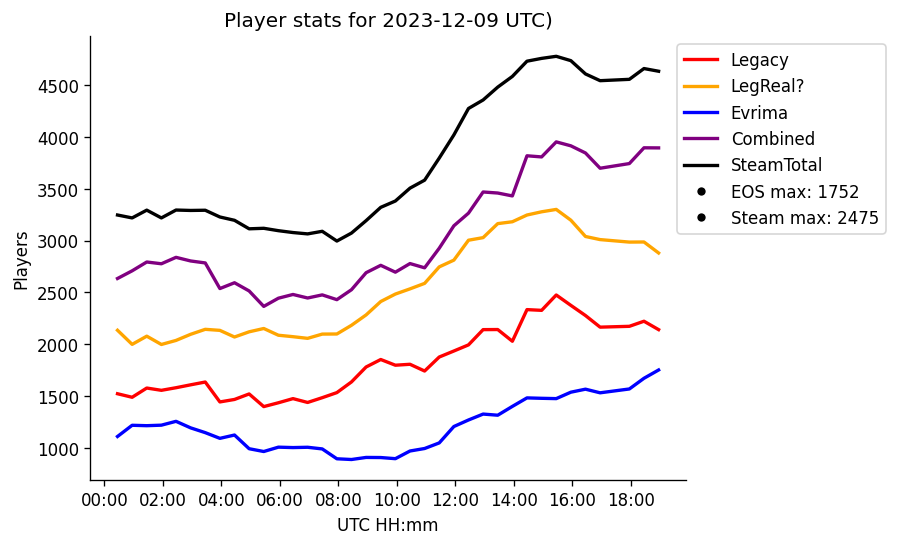 Player stats for 2023-12-09 UTC)
Legacy
LegReal?
Evrima
Combined
SteamTotal
EOS max: 1752
Steam max: 2475
Players
4500
4000
3500
3000
2500
2000
1500
1000
00:00 02:00 04:00 06:00 08:00 10:00 12:00 14:00 16:00 18:00
UTC HH:mm